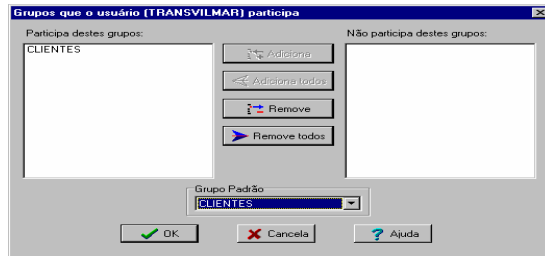 Grupos que o usuário (TRANSVILMAR) participa
Participa destes grupos:
Não participa destes grupos:
CLIENTES
Adiciona
Adiciona todos
Remove
Remove todos
Grupo Padrão
CLIENTES
OK
Cancela
Ajuda